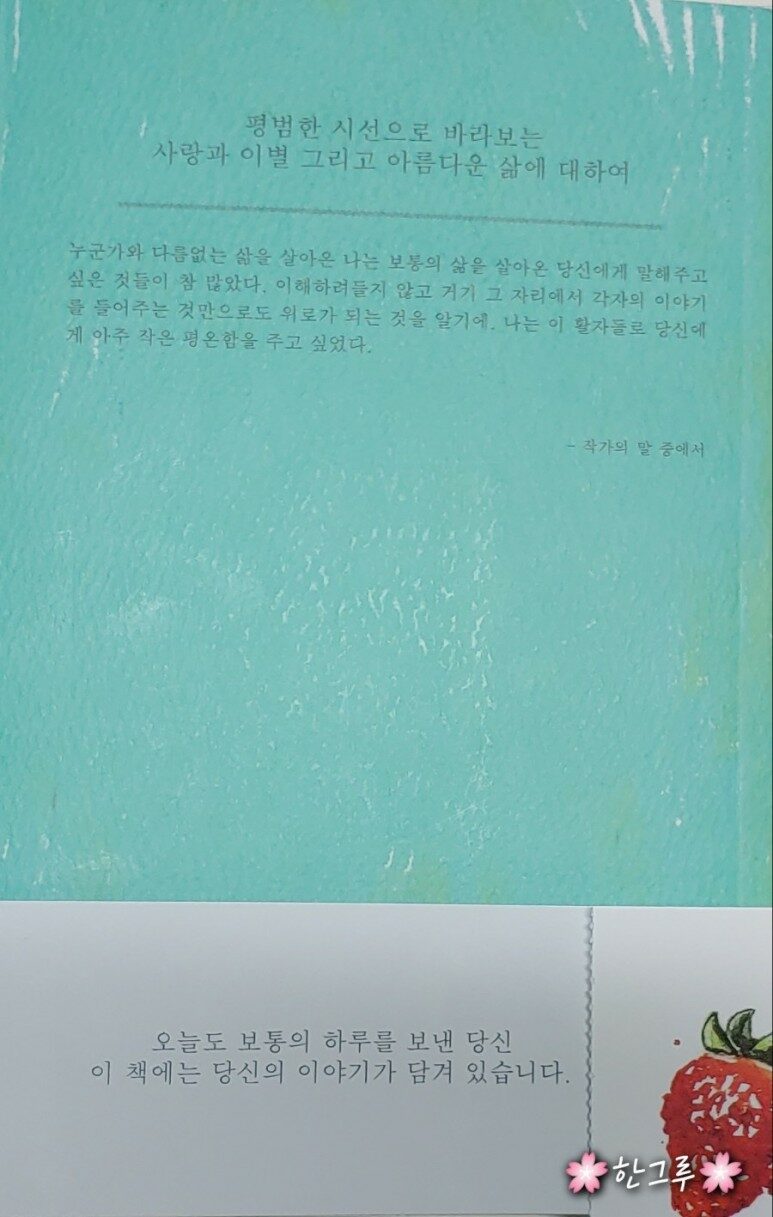 평범한 시선으로 바라보는
사랑과 이별 그리고 아름다운 삶에 대하여
누군가와 다름없는 삶을 살아온 나는 보통의 삶을 살아온 당신에게 말해주고
싶은 것들이 참 많았다. 이해하려들지 않고 거기 그 자리에서 각자의 이야기
를 들어주는 것만으로도 위로가 되는 것을 알기에. 나는 이 활자들로 당신에
게 아주 작은 평온함을 주고 싶었다.
- 작가의 말 중에서
오늘도 보통의 하루를 보낸 당신
이 책에는 당신의 이야기가 담겨 있습니다.
🌸한그루🌸